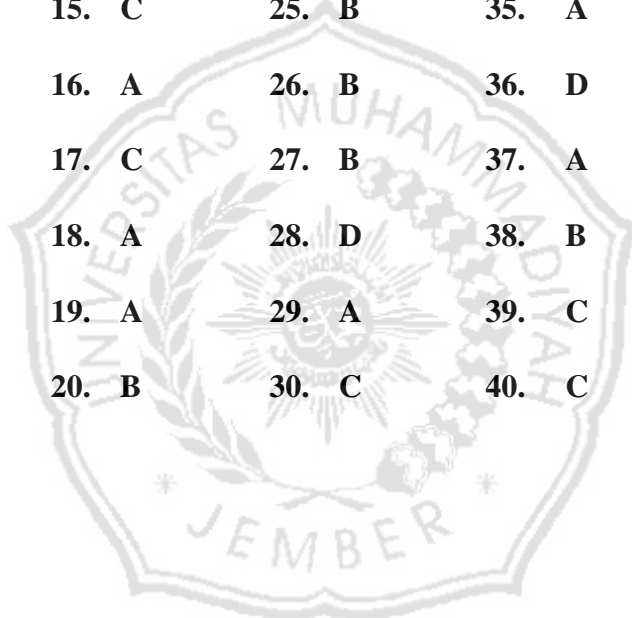 15. C 25. B 35. A
16. A 26. B 36. D
17. C 27. B 37. A
18. A 28. D 38. B
19. A 29. A 39. C
20. B 30. C 40. C
UNIVERSITAS MUHAMMADIYAH
JEMBER